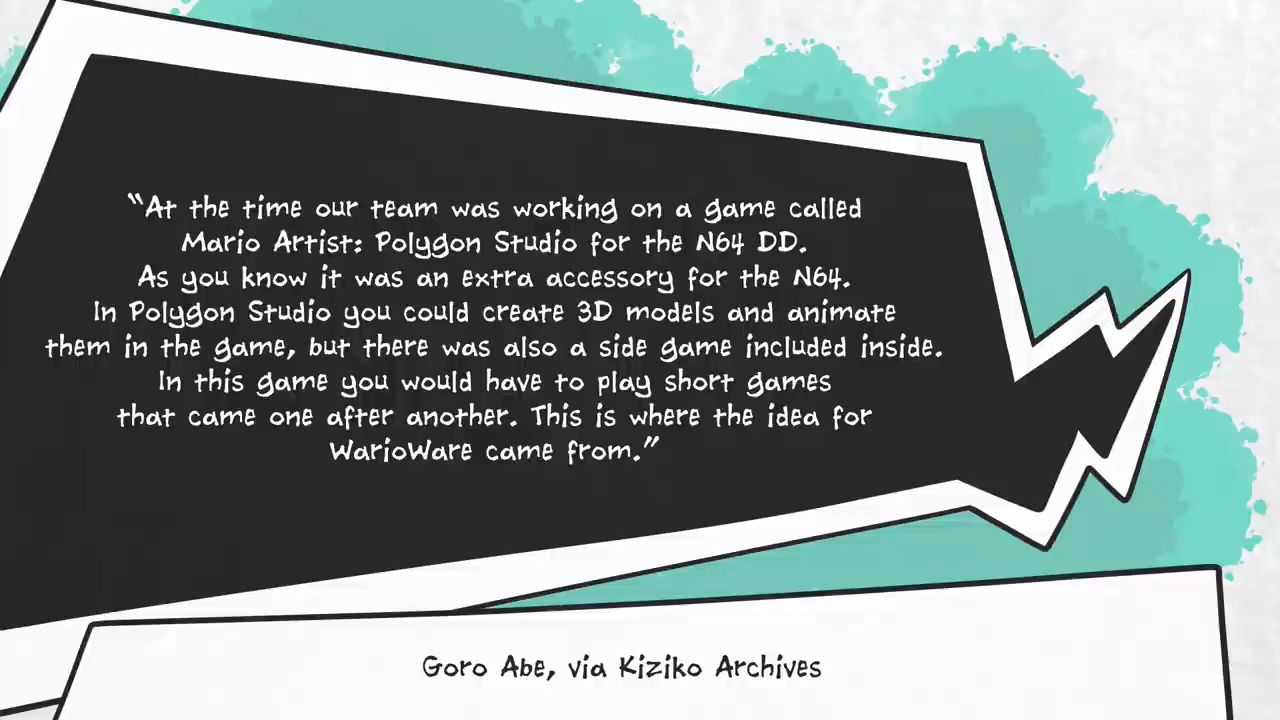 “At the time our team was working on a game called
Mario Artist: Polygon Studio for the N64 DD.
As you know it was an extra accessory for the N64.
In Polygon Studio you could create 3D models and animate
them in the game, but there was also a side game included inside.
In this game you would have to play short games
that came one after another. This is where the idea for
WarioWare came from.”
Goro Abe, via Kiziko Archives